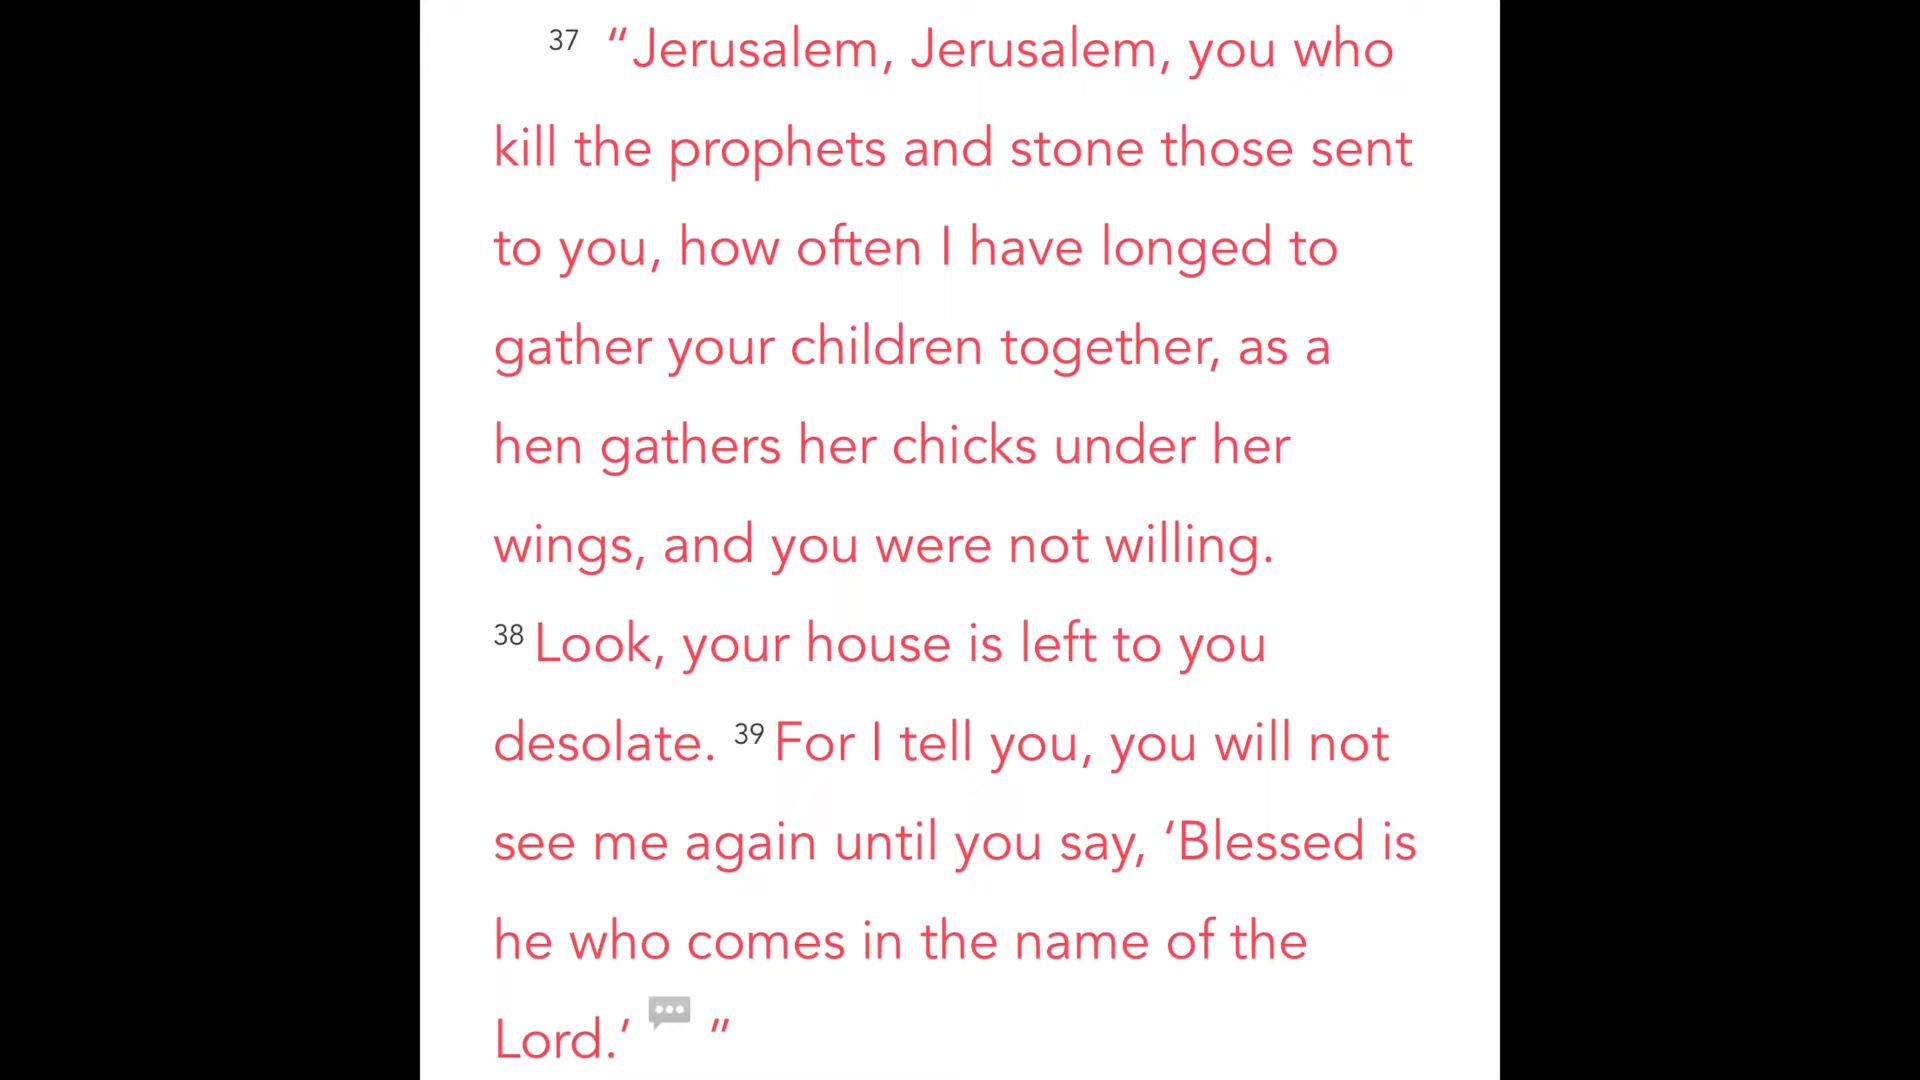 37 “Jerusalem, Jerusalem, you who
kill the prophets and stone those sent
to you, how often I have longed to
gather your children together, as a
hen gathers her chicks under her
wings, and you were not willing.
38 Look, your house is left to you
desolate. 39 For I tell you, you will not
see me again until you say, ‘Blessed is
he who comes in the name of the
Lord.’ ”